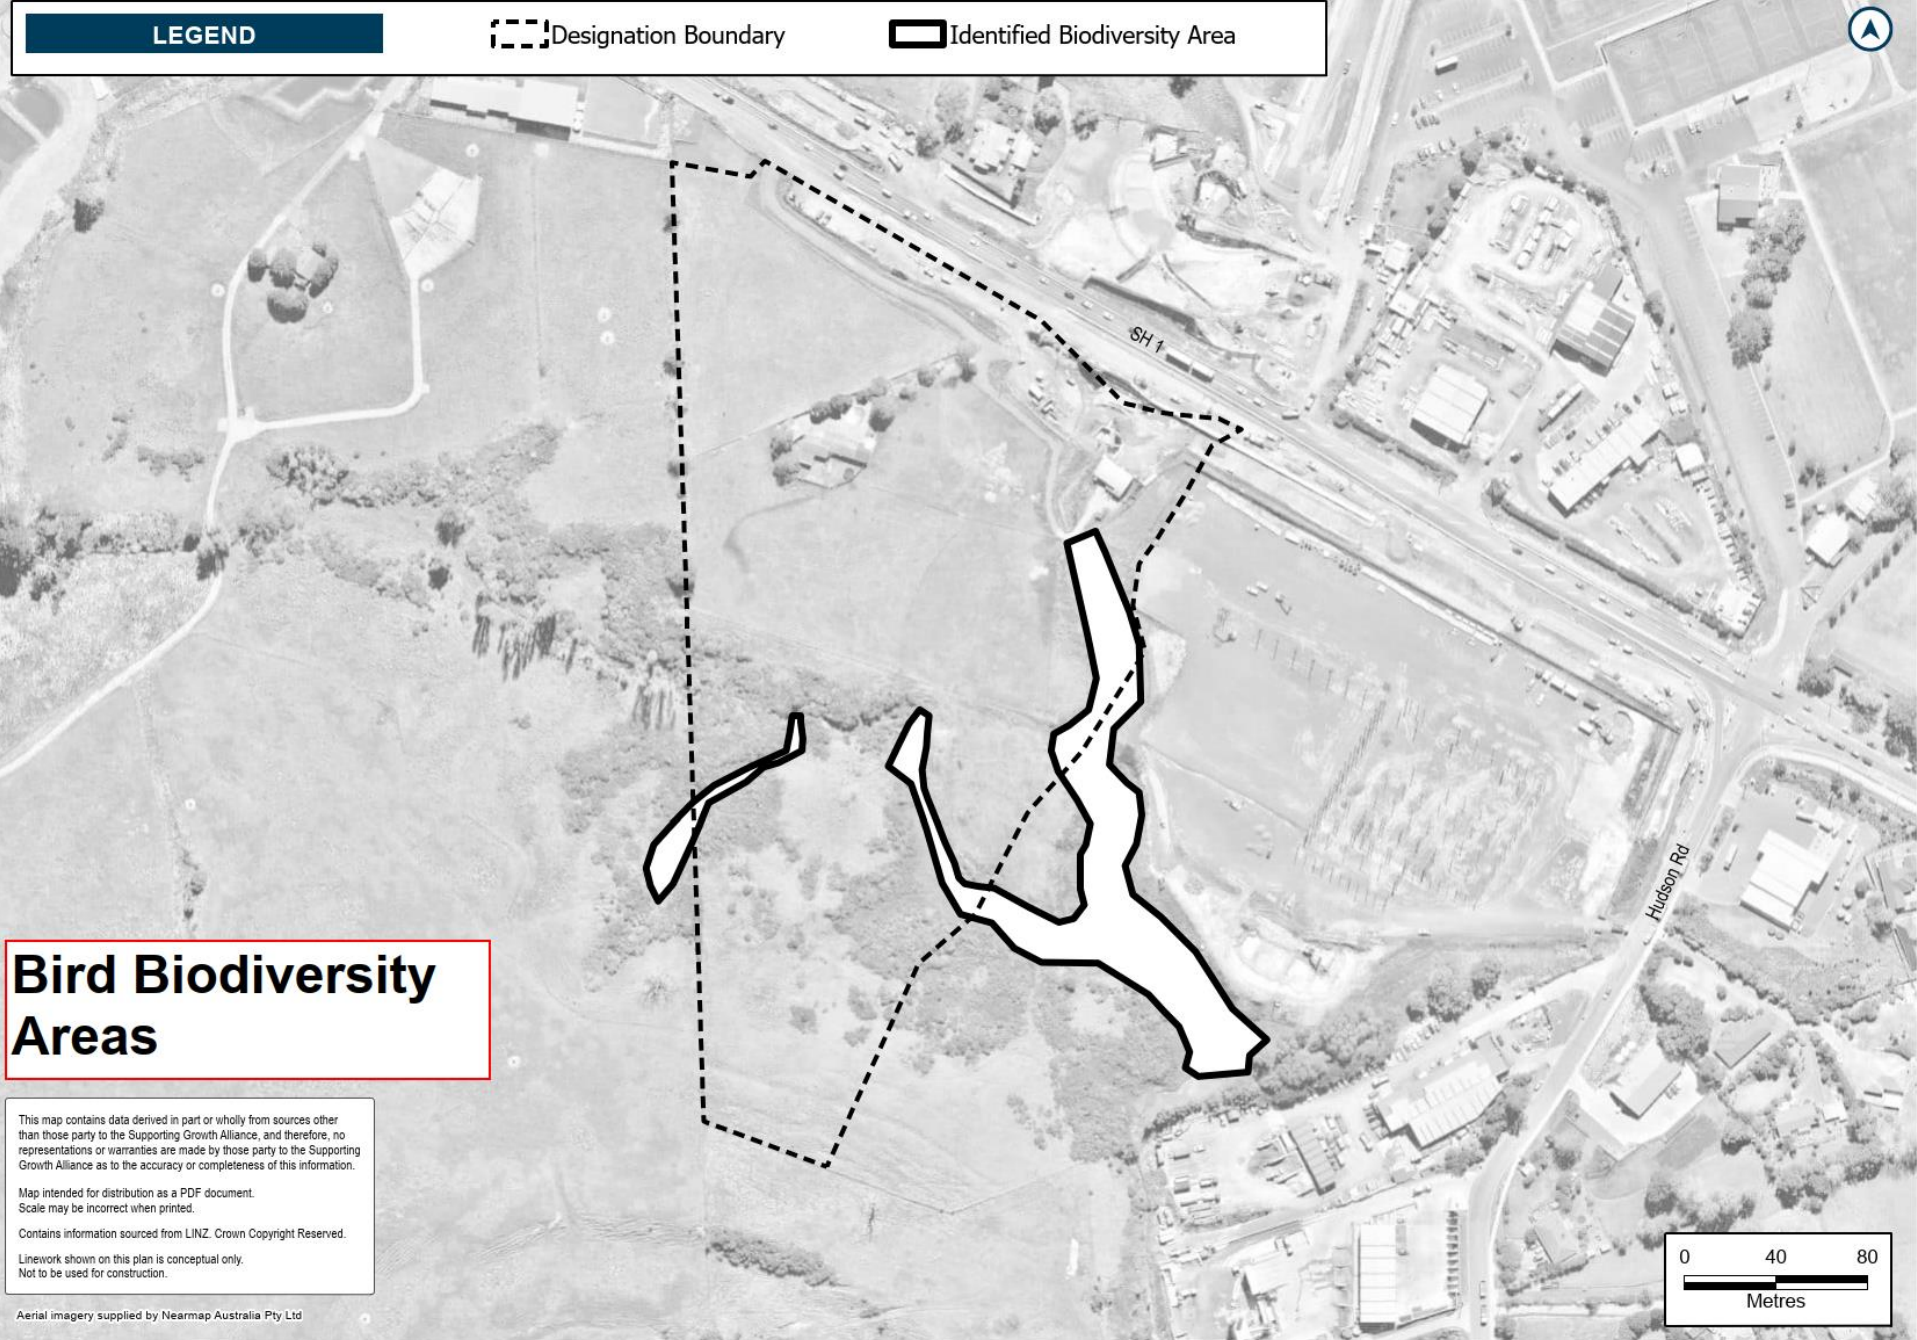 LEGEND
Designation Boundary
Identified Biodiversity Area
SH 1
Hudson Rd
Bird Biodiversity
Areas
This map contains data derived in part or wholly from sources other
than those party to the Supporting Growth Alliance, and therefore, no
representations or warranties are made by those party to the Supporting
Growth Alliance as to the accuracy or completeness of this information.
Map intended for distribution as a PDF document.
Scale may be incorrect when printed.
Contains information sourced from LINZ. Crown Copyright Reserved.
Linework shown on this plan is conceptual only.
Not to be used for construction.
Aerial imagery supplied by Nearmap Australia Pty Ltd
0 40 80
Metres